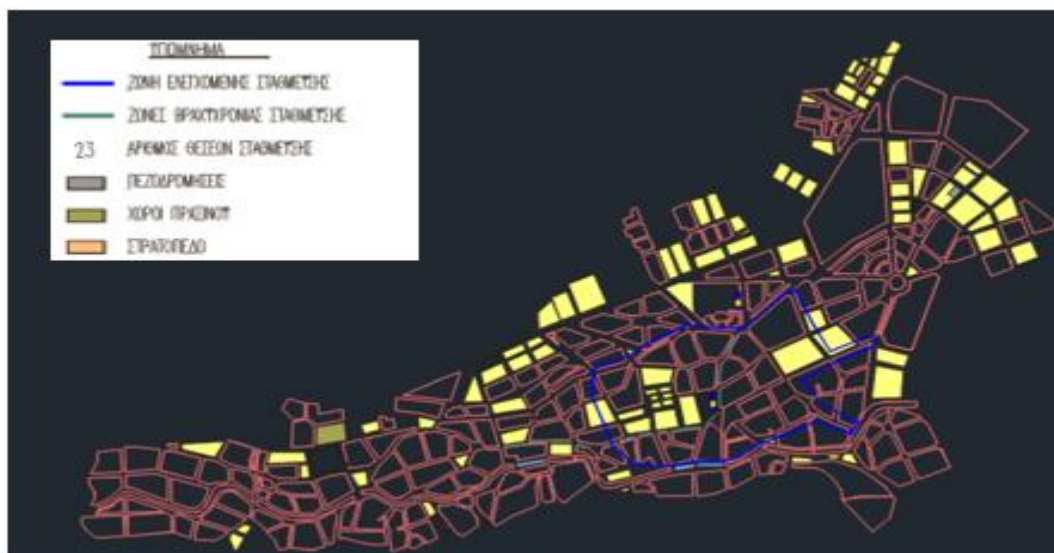 ΥΠΟΜΝΗΜΑ
ΖΩΝΗ ΕΛΕΓΧΟΜΕΝΗΣ ΣΤΑΘΜΕΥΣΗΣ
ΖΩΝΕΣ ΒΡΑΧΥΧΡΟΝΙΑΣ ΣΤΑΘΜΕΥΣΗΣ
23 ΑΡΙΘΜΟΣ ΘΕΣΕΩΝ ΣΤΑΘΜΕΥΣΗΣ
ΠΕΖΟΔΡΟΜΗΣΕΙΣ
ΧΩΡΟΙ ΠΡΑΣΙΝΟΥ
ΣΤΡΑΤΟΠΕΔΟ